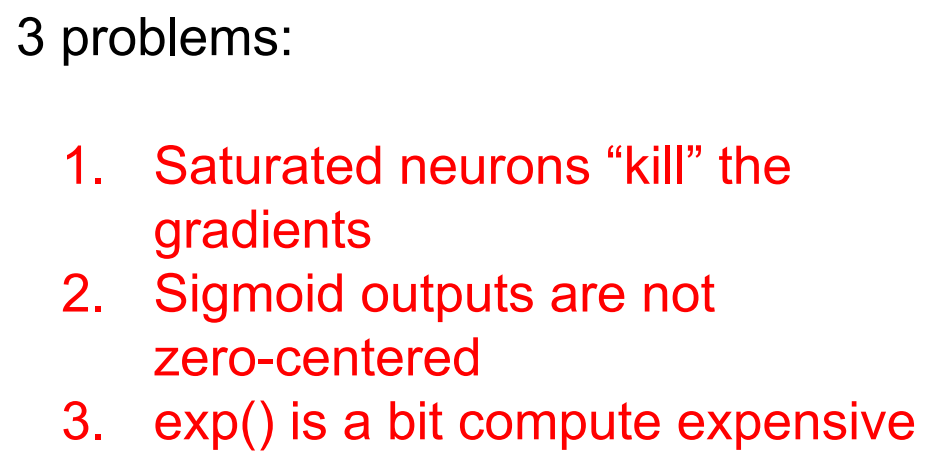 3 problems:
1. Saturated neurons “kill” the
gradients
2. Sigmoid outputs are not
zero-centered
3. exp() is a bit compute expensive